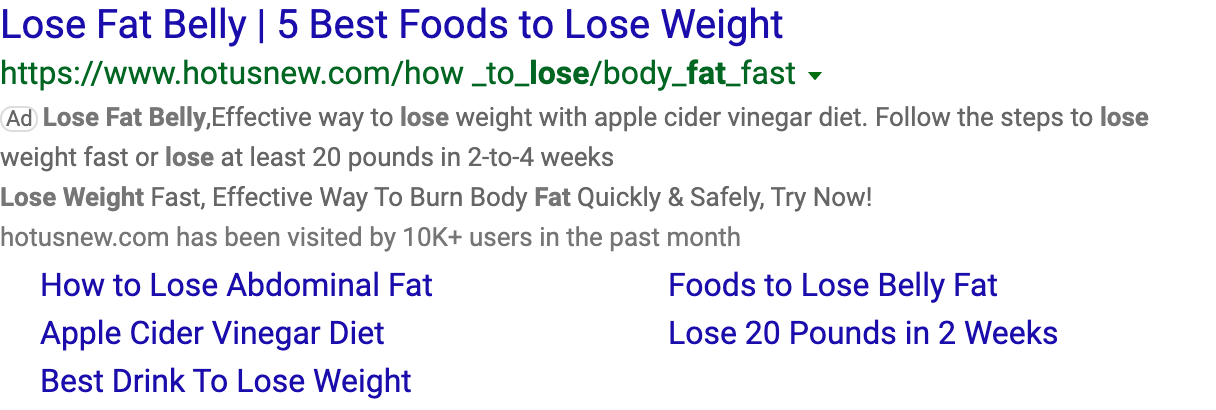 Lose Fat Belly | 5 Best Foods to Lose Weight
https://www.hotusnew.com/how _to_lose/body_fat_fast
Ad Lose Fat Belly,Effective way to lose weight with apple cider vinegar diet. Follow the steps to lose
weight fast or lose at least 20 pounds in 2-to-4 weeks
Lose Weight Fast, Effective Way To Burn Body Fat Quickly & Safely, Try Now!
hotusnew.com has been visited by 10K+ users in the past month
How to Lose Abdominal Fat
Foods to Lose Belly Fat
Apple Cider Vinegar Diet
Lose 20 Pounds in 2 Weeks
Best Drink To Lose Weight